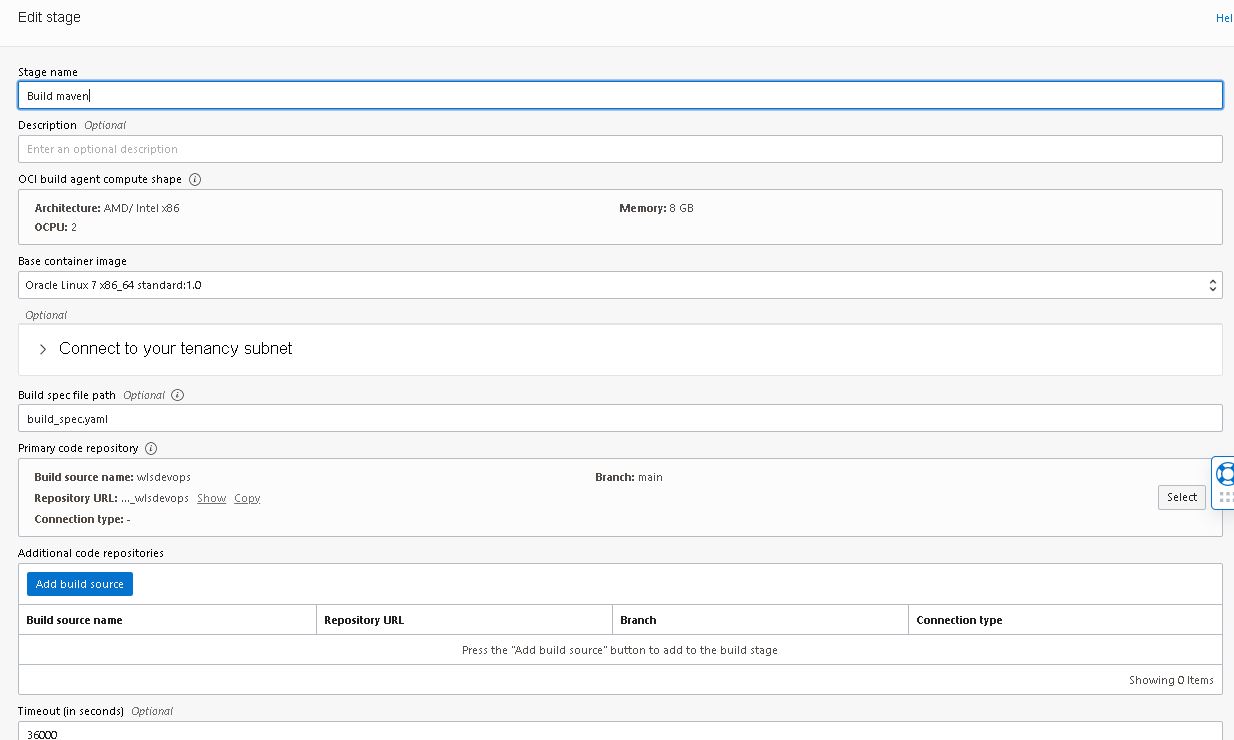 Edit stage
Hel
Stage name
Build maven
Description Optional
Enter an optional description
OCI build agent compute shape
Architecture: AMD/ Intel x86 Memory: 8 GB
OCPU: 2
Base container image
Oracle Linux 7 x86_64 standard:1.0
Optional
Connect to your tenancy subnet
Build spec file path Optional
build_spec.yaml
Primary code repository
Build source name: wlsdevops Branch: main
Repository URL: ..._wlsdevops Show Copy
Select
Connection type: -
Additional code repositories
Add build source
Build source name Repository URL Branch Connection type
Press the "Add build source" button to add to the build stage
Showing 0 Items
Timeout (in seconds) Optional
36000